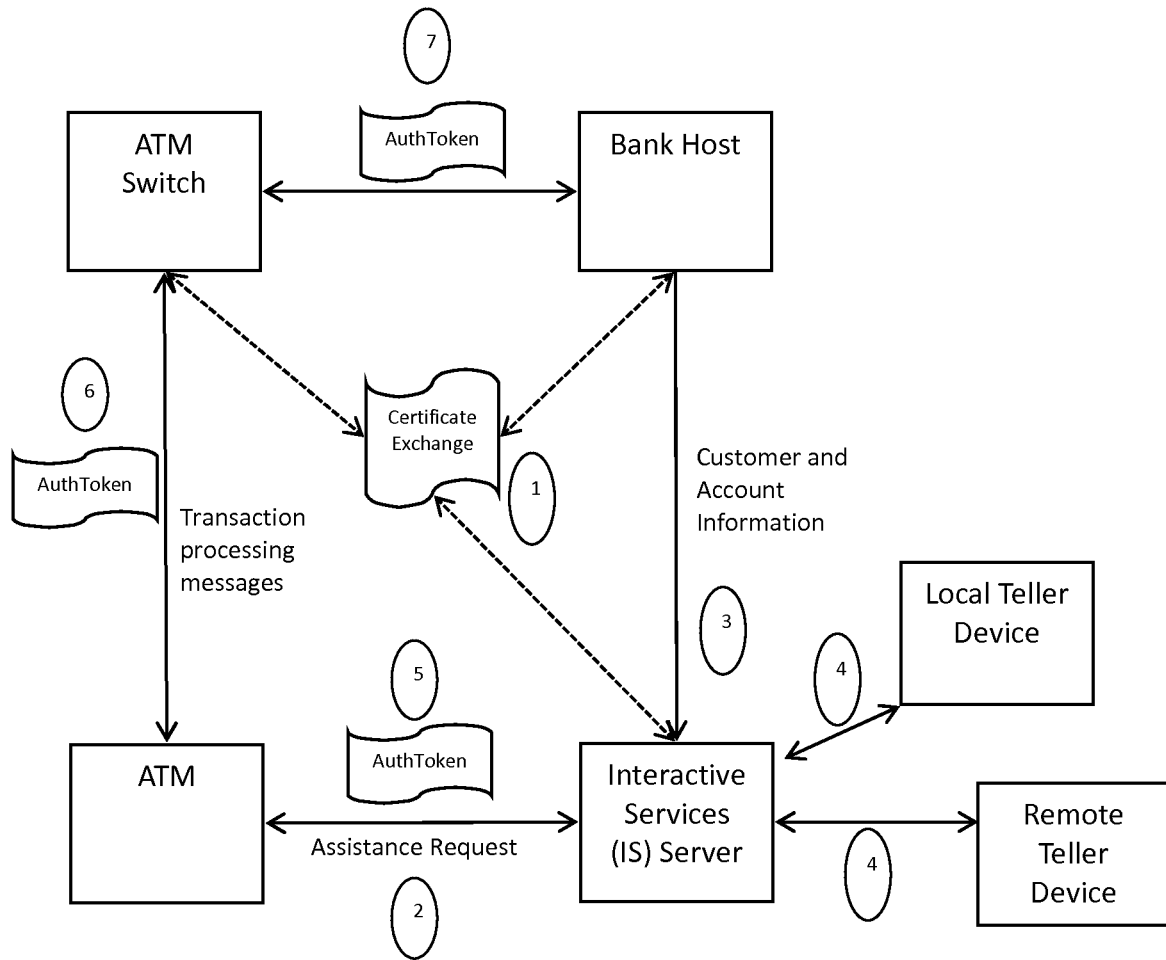 7
AuthToken
ATM
Switch
Bank Host
6
AuthToken
Certificate
Exchange
1
Transaction
processing
messages
Customer and
Account
Information
3
Local Teller
Device
4
5
AuthToken
ATM
Assistance Request
2
Interactive
Services
(IS) Server
4
Remote
Teller
Device